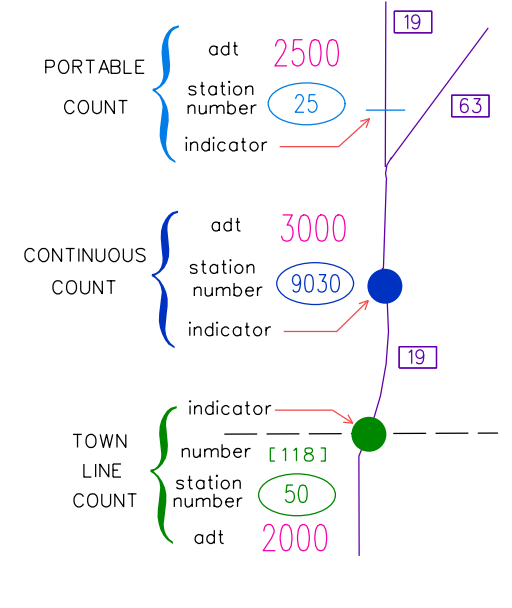 19
adt 2500
PORTABLE
COUNT
station
number 25
63
indicator
adt 3000
CONTINUOUS
COUNT
station
number 9030
indicator
19
indicator
TOWN
LINE
COUNT
number [118]
station
number 50
adt 2000